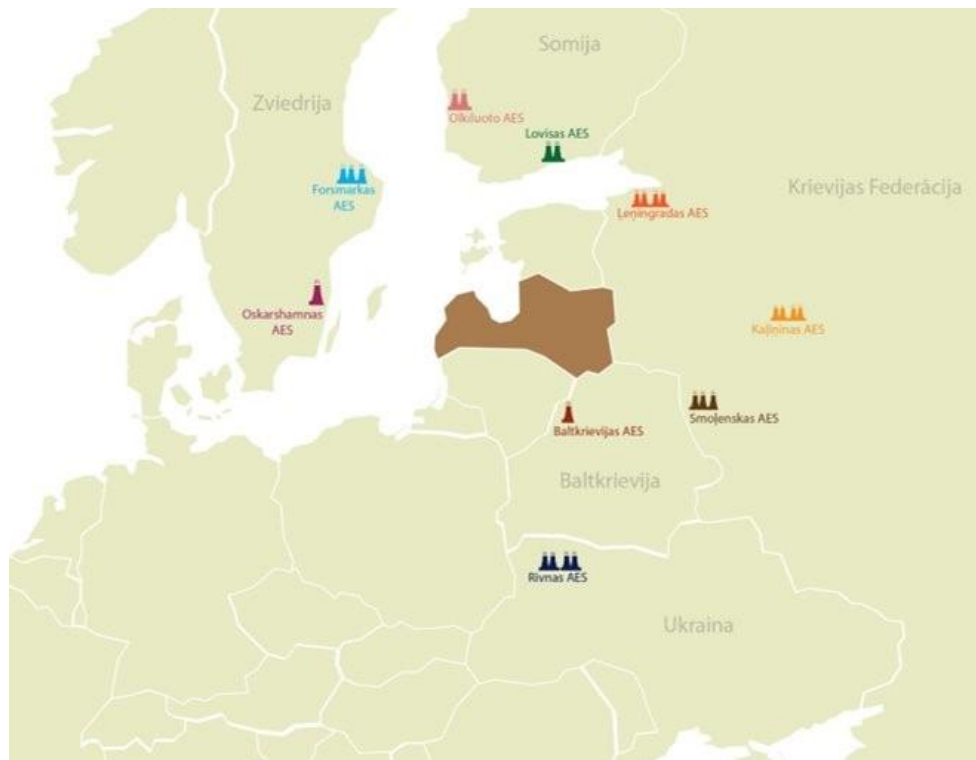 Somija
Zviedrija
Olkiluoto AES
Lovisas AES
Forsmarkas
AES
Krievijas Federācija
Ļeņingradas AES
Oskarshamnas
AES
Kaļiņinas AES
Smoļenskas AES
Baltkrievijas AES
Baltkrievija
Rivnas AES
Ukraina